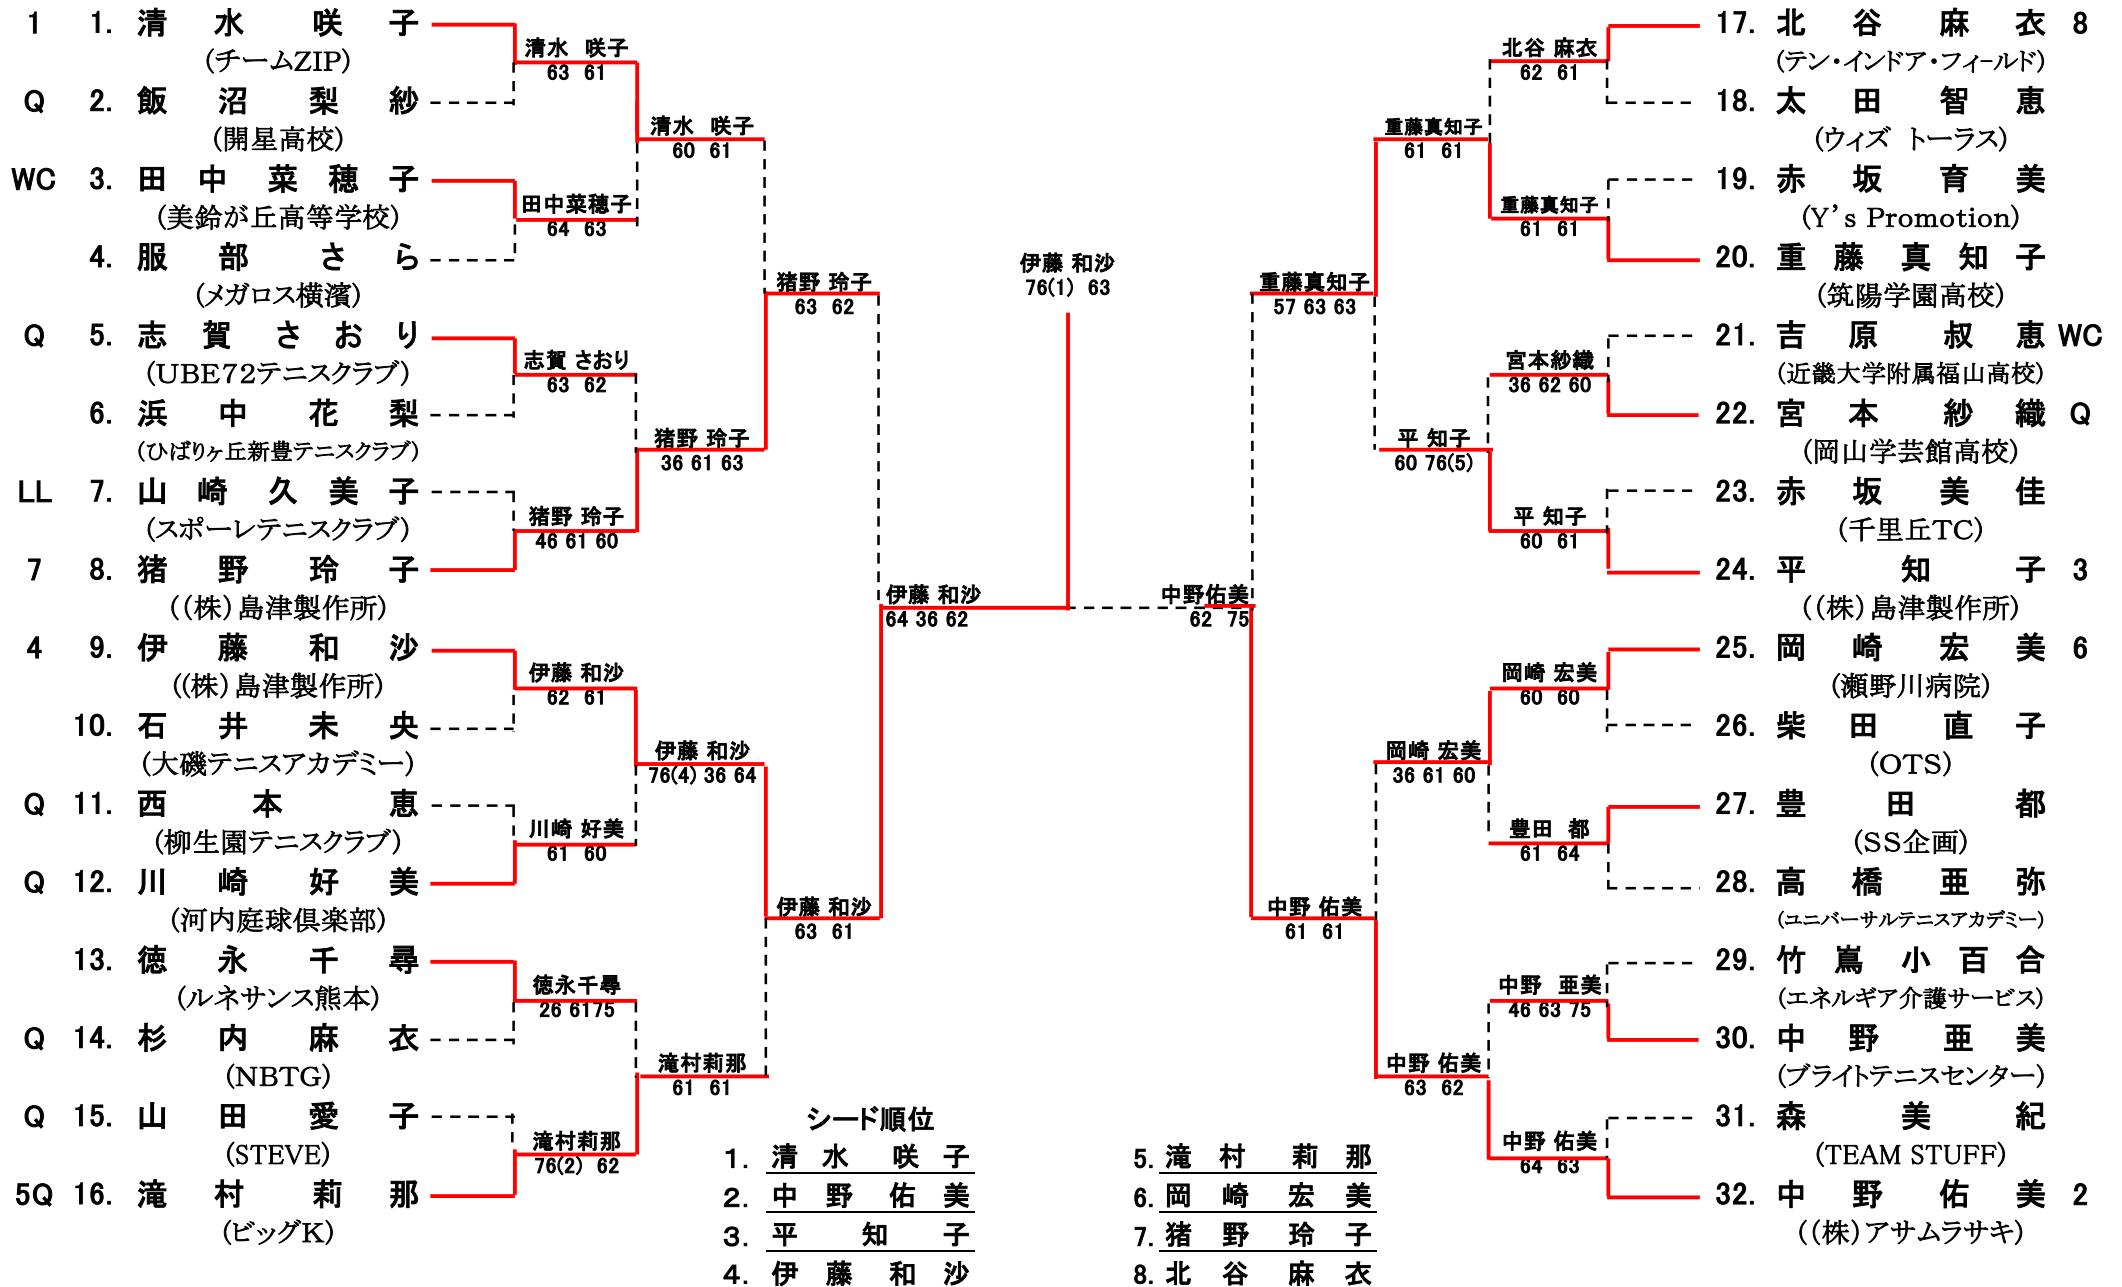 1 1. 清水咲子
(チームZIP)
Q 2. 飯沼梨紗
(開星高校)
WC 3. 田中菜穂子
(美鈴が丘高等学校)
4. 服部さら
(メガロス横濱)
Q 5. 志賀さおり
(UBE72テニスクラブ)
6. 浜中花梨
(ひばりヶ丘新豊テニスクラブ)
LL 7. 山崎久美子
(スポーレテニスクラブ)
7 8. 猪野玲子
((株)島津製作所)
4 9. 伊藤和沙
((株)島津製作所)
10. 石井未央
(大磯テニスアカデミー)
Q 11. 西本恵
(柳生園テニスクラブ)
Q 12. 川崎好美
(河内庭球倶楽部)
13. 徳永千尋
(ルネサンス熊本)
Q 14. 杉内麻衣
(NBTG)
Q 15. 山田愛子
(STEVE)
5Q 16. 滝村莉那
(ビッグK)
清水 咲子
63 61
田中菜穂子
64 63
志賀 さおり
63 62
猪野 玲子
46 61 60
伊藤 和沙
62 61
川崎 好美
61 60
徳永千尋
26 6175
滝村莉那
76(2) 62
清水 咲子
60 61
猪野 玲子
36 61 63
伊藤 和沙
76(4) 36 64
滝村莉那
61 61
猪野 玲子
63 62
伊藤 和沙
63 61
伊藤 和沙
64 36 62
伊藤 和沙
76(1) 63
中野佑美
62 75
重藤真知子
57 63 63
中野 佑美
61 61
重藤真知子
61 61
平 知子
60 76(5)
岡崎 宏美
36 61 60
中野 佑美
63 62
北谷 麻衣
62 61
重藤真知子
61 61
宮本紗織
36 62 60
平 知子
60 61
岡崎 宏美
60 60
豊田 都
61 64
中野 亜美
46 63 75
中野 佑美
64 63
17. 北谷麻衣 8
(テン・インドア・フィールド)
18. 太田智恵
(ウィズ トーラス)
19. 赤坂育美
(Y's Promotion)
20. 重藤真知子
(筑陽学園高校)
21. 吉原叔恵 WC
(近畿大学附属福山高校)
22. 宮本紗織 Q
(岡山学芸館高校)
23. 赤坂美佳
(千里丘TC)
24. 平知子 3
((株)島津製作所)
25. 岡崎宏美 6
(瀬野川病院)
26. 柴田直子
(OTS)
27. 豊田都
(SS企画)
28. 高橋亜弥
(ユニバーサルテニスアカデミー)
29. 竹嶌小百合
(エネルギア介護サービス)
30. 中野亜美
(ブライトテニスセンター)
31. 森美紀
(TEAM STUFF)
32. 中野佑美 2
((株)アサムラサキ)
シード順位
1. 清水咲子
2. 中野佑美
3. 平知子
4. 伊藤和沙
5. 滝村莉那
6. 岡崎宏美
7. 猪野玲子
8. 北谷麻衣